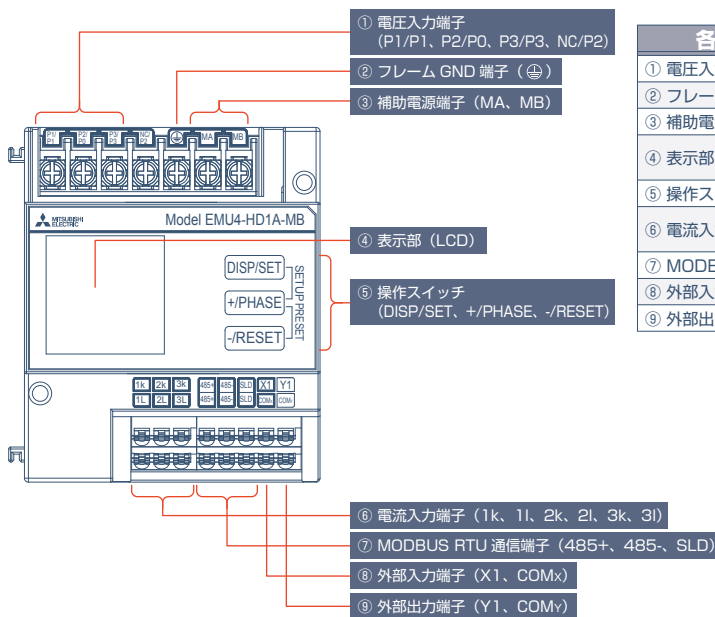 ① 電圧入力端子
(P1/P1、P2/P0、P3/P3、NC/P2)
② フレーム GND 端子（⏚）
③ 補助電源端子（MA、MB）
P1/P1 P2/P0 P3/P3 NC/P2 MA MB
MITSUBISHI ELECTRIC
Model EMU4-HD1A-MB
④ 表示部（LCD）
DISP/SET
+/PHASE
-/RESET
SETUP PRESET
⑤ 操作スイッチ
(DISP/SET、+/PHASE、-/RESET)
1k 2k 3k 485+ 485- SLD X1 Y1
1L 2L 3L 485+ 485- SLD COMx COMY
⑥ 電流入力端子（1k、1l、2k、2l、3k、3l）
⑦ MODBUS RTU 通信端子（485+、485-、SLD）
⑧ 外部入力端子（X1、COMx）
⑨ 外部出力端子（Y1、COMY）
各
① 電圧入
② フレー
③ 補助電
④ 表示部
⑤ 操作ス
⑥ 電流入
⑦ MODE
⑧ 外部入
⑨ 外部出